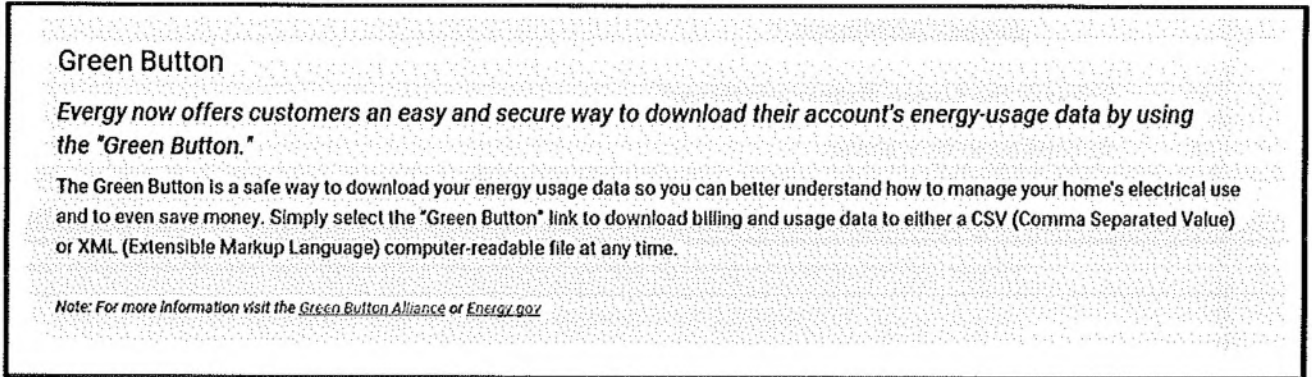 Green Button
Evergy now offers customers an easy and secure way to download their account's energy-usage data by using
the "Green Button."
The Green Button is a safe way to download your energy usage data so you can better understand how to manage your home's electrical use
and to even save money. Simply select the "Green Button" link to download billing and usage data to either a CSV (Comma Separated Value)
or XML (Extensible Markup Language) computer-readable file at any time.
Note: For more information visit the Green Button Alliance or Energy.gov